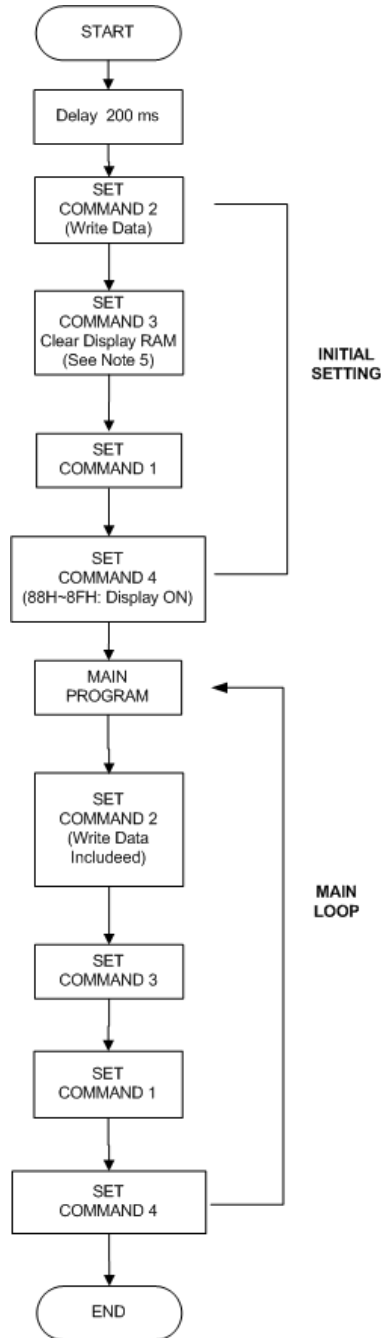 START
Delay 200 ms
SET
COMMAND 2
(Write Data)
SET
COMMAND 3
Clear Display RAM
(See Note 5)
INITIAL
SETTING
SET
COMMAND 1
SET
COMMAND 4
(88H~8FH: Display ON)
MAIN
PROGRAM
SET
COMMAND 2
(Write Data
Includeed)
MAIN
LOOP
SET
COMMAND 3
SET
COMMAND 1
SET
COMMAND 4
END